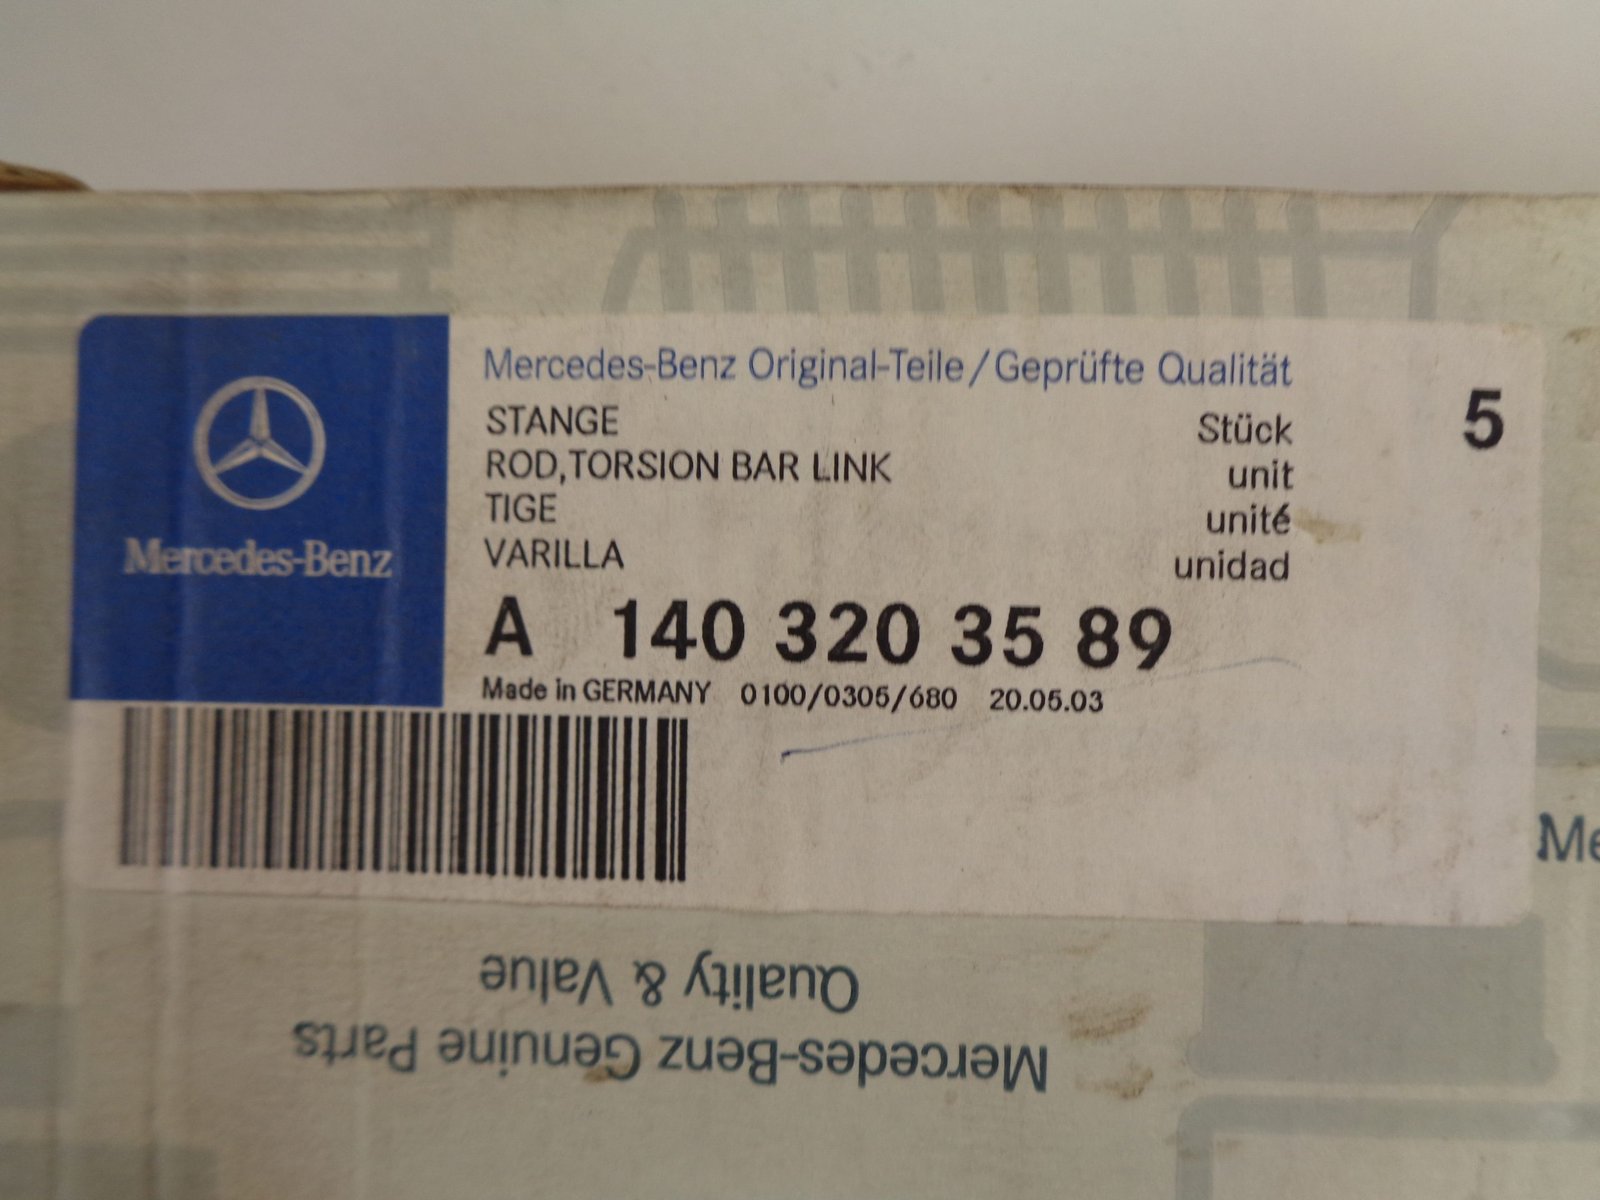 Mercedes-Benz
Mercedes-Benz Original-Teile/Geprüfte Qualität
STANGE
ROD,TORSION BAR LINK
TIGE
VARILLA
Stück
unit
unité
unidad
5
A 140 320 35 89
Made in GERMANY 0100/0305/680 20.05.03
Mercedes-Benz Genuine Parts
Quality & Value